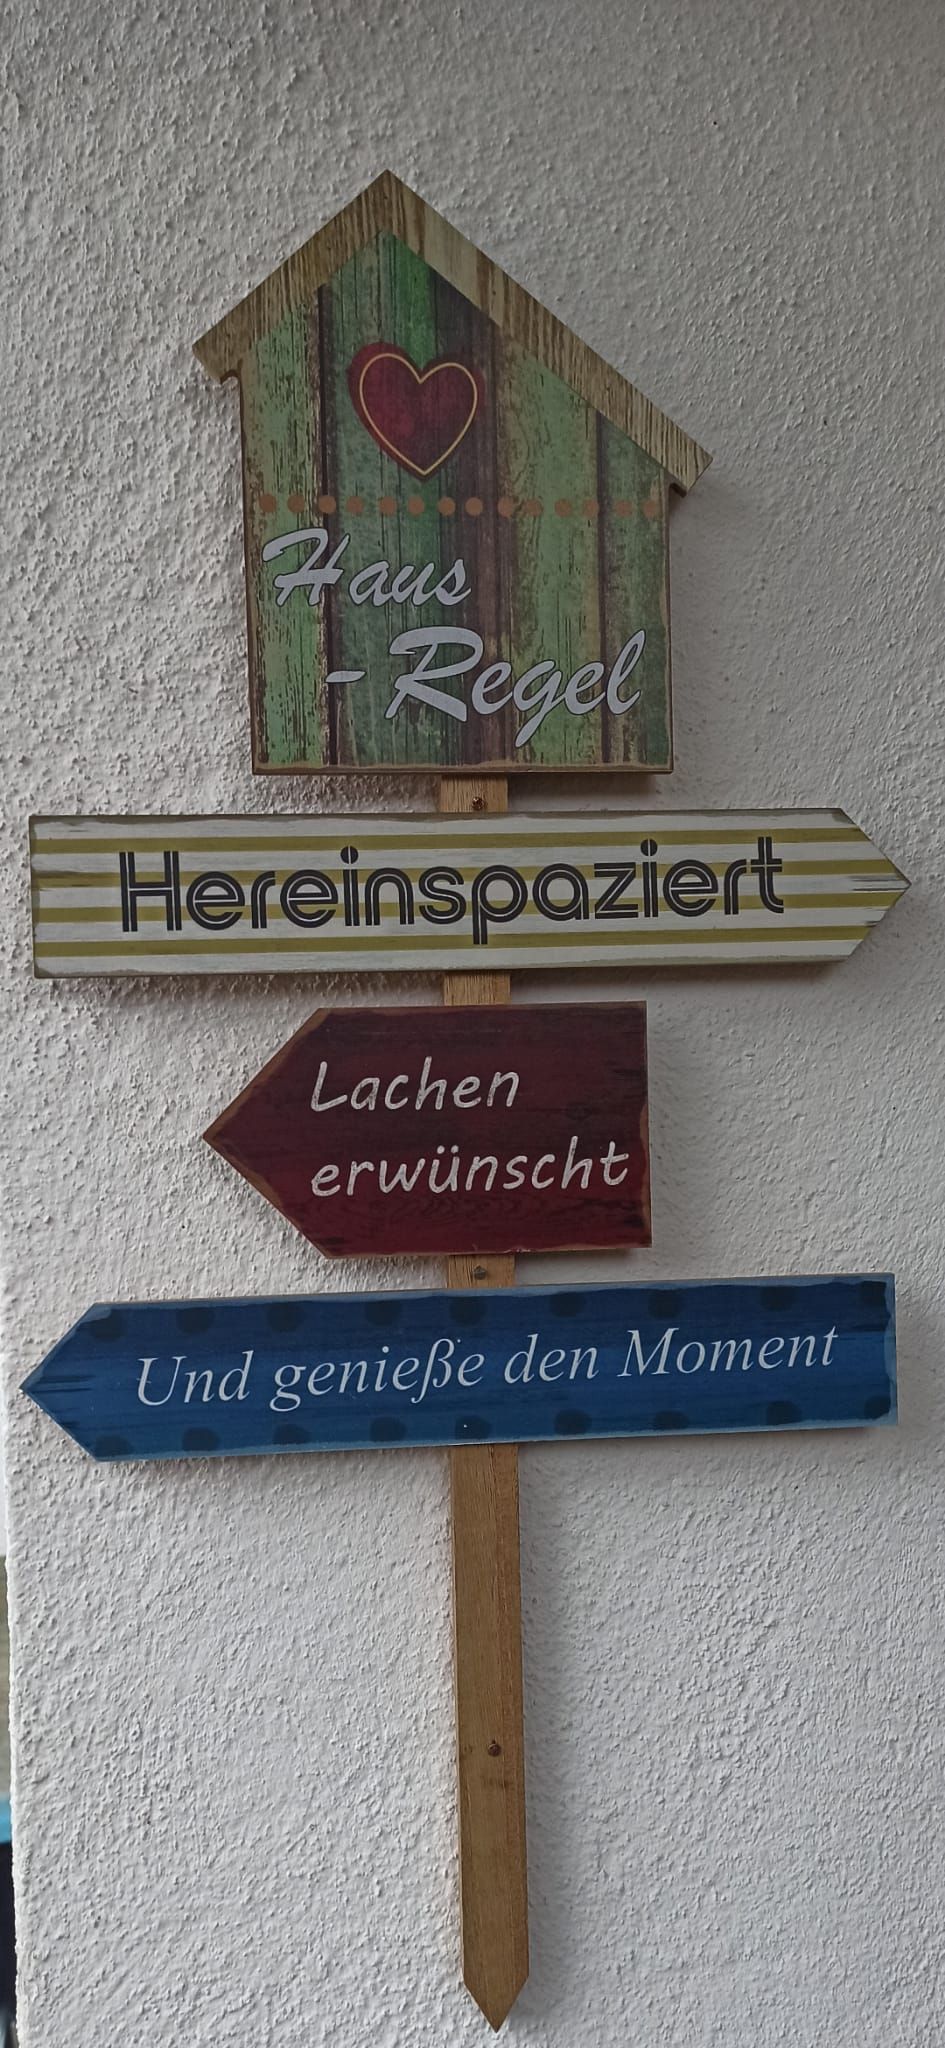 Haus
-Regel
Hereinspaziert
Lachen
erwünscht
Und genieße den Moment